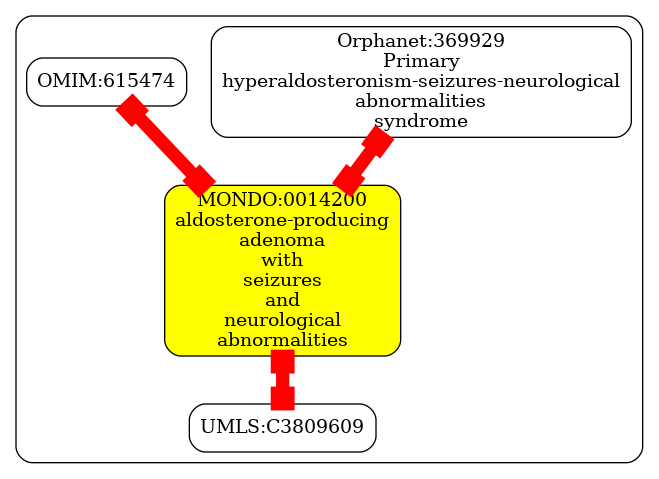 OMIM:615474
Orphanet:369929
Primary
hyperaldosteronism-seizures-neurological
abnormalities
syndrome
MONDO:0014200
aldosterone-producing
adenoma
with
seizures
and
neurological
abnormalities
UMLS:C3809609